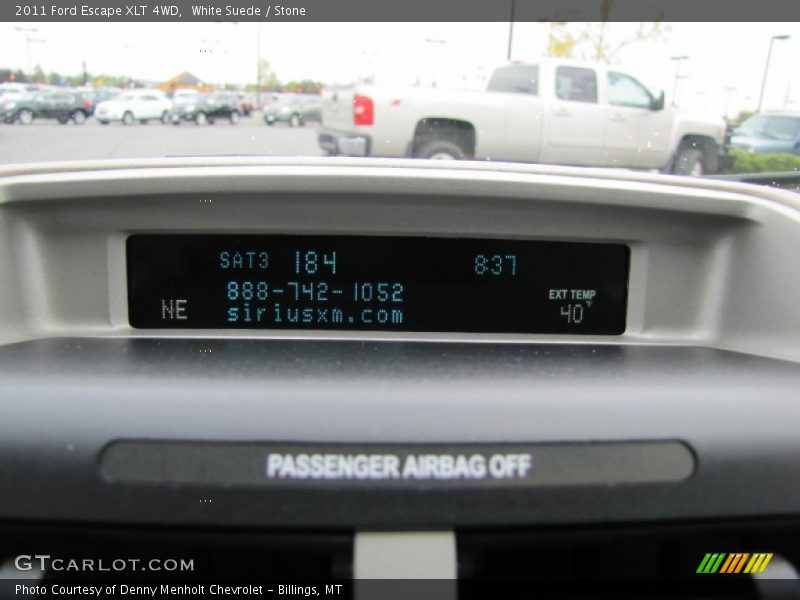 2011 Ford Escape XLT 4WD, White Suede / Stone
SAT3 184 837
888-742-1052
EXT TEMP
NE siriusxm.com 40°F
PASSENGER AIRBAG OFF
GTCARLOT.COM
Photo Courtesy of Denny Menholt Chevrolet - Billings, MT